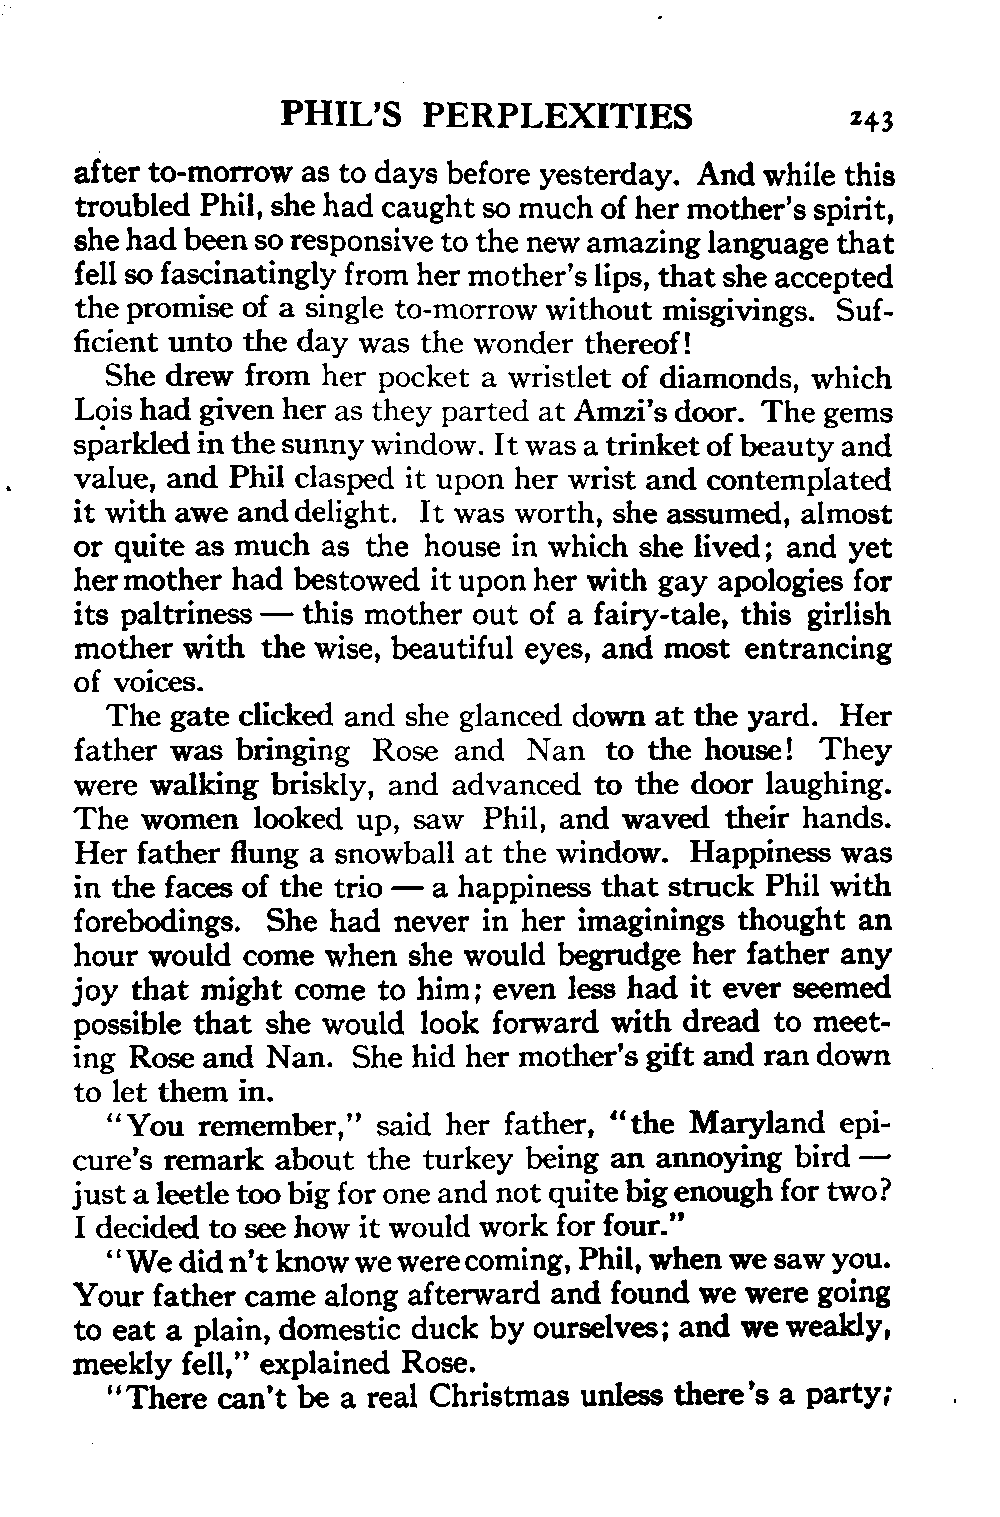 PHIL'S PERPLEXITIES 243
after to-morrow as to days before yesterday. And while this
troubled Phil, she had caught so much of her mother's spirit,
she had been so responsive to the new amazing language that
fell so fascinatingly from her mother's lips, that she accepted
the promise of a single to-morrow without misgivings. Suf-
ficient unto the day was the wonder thereof!
She drew from her pocket a wristlet of diamonds, which
Lois had given her as they parted at Amzi's door. The gems
sparkled in the sunny window. It was a trinket of beauty and
value, and Phil clasped it upon her wrist and contemplated
it with awe and delight. It was worth, she assumed, almost
or quite as much as the house in which she lived; and yet
her mother had bestowed it upon her with gay apologies for
its paltriness — this mother out of a fairy-tale, this girlish
mother with the wise, beautiful eyes, and most entrancing
of voices.
The gate clicked and she glanced down at the yard. Her
father was bringing Rose and Nan to the house! They
were walking briskly, and advanced to the door laughing.
The women looked up, saw Phil, and waved their hands.
Her father flung a snowball at the window. Happiness was
in the faces of the trio — a happiness that struck Phil with
forebodings. She had never in her imaginings thought an
hour would come when she would begrudge her father any
joy that might come to him; even less had it ever seemed
possible that she would look forward with dread to meet-
ing Rose and Nan. She hid her mother's gift and ran down
to let them in.
"You remember," said her father, "the Maryland epi-
cure's remark about the turkey being an annoying bird —
just a leetle too big for one and not quite big enough for two?
I decided to see how it would work for four."
"We did n't know we were coming, Phil, when we saw you.
Your father came along afterward and found we were going
to eat a plain, domestic duck by ourselves; and we weakly,
meekly fell," explained Rose.
"There can't be a real Christmas unless there's a party;